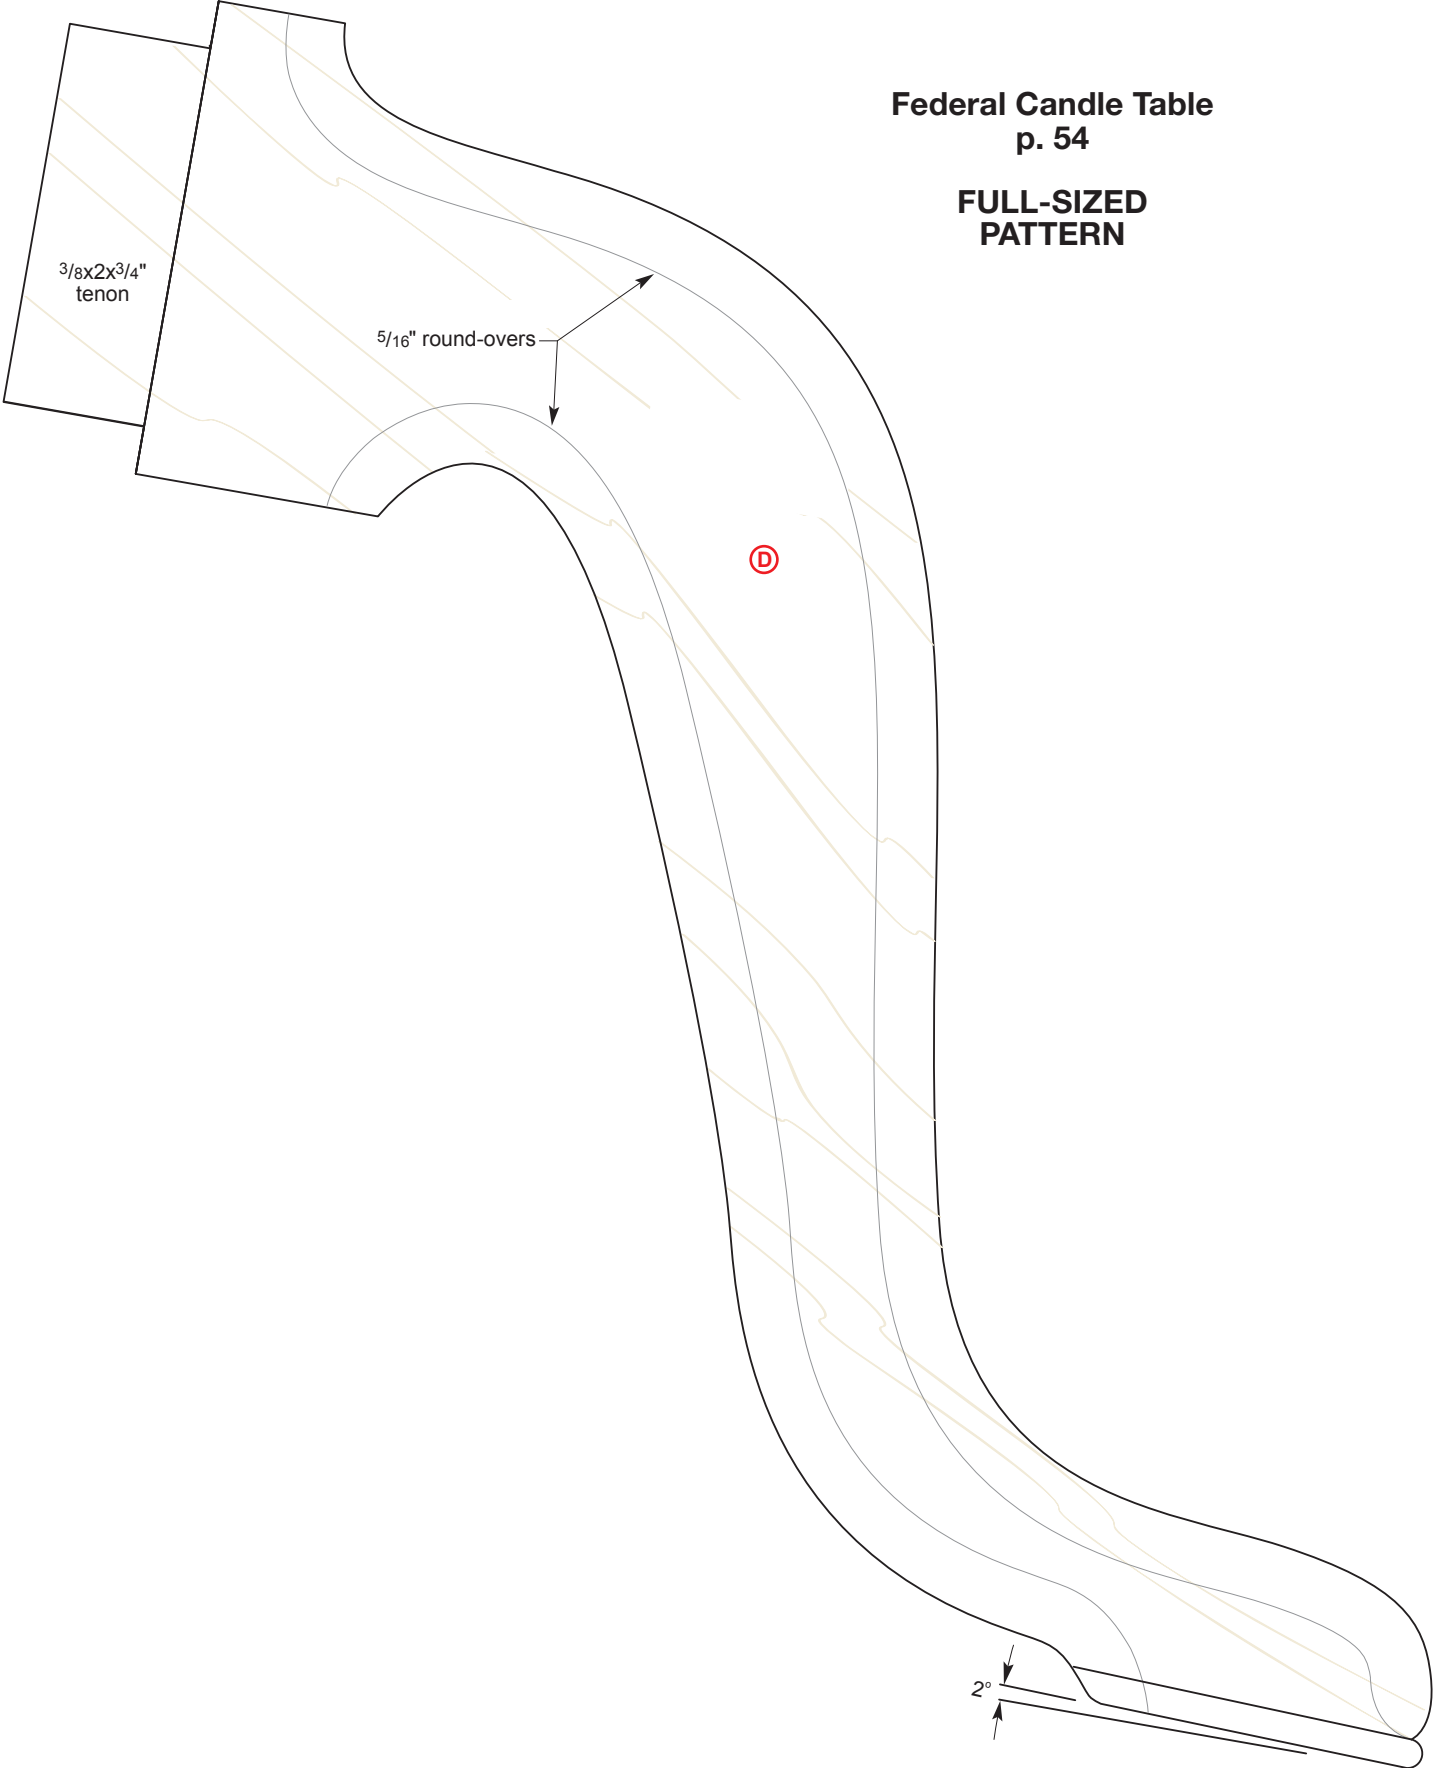 Federal Candle Table
p. 54
FULL-SIZED
PATTERN
3/8x2x3/4"
tenon
5/16" round-overs
D
2°